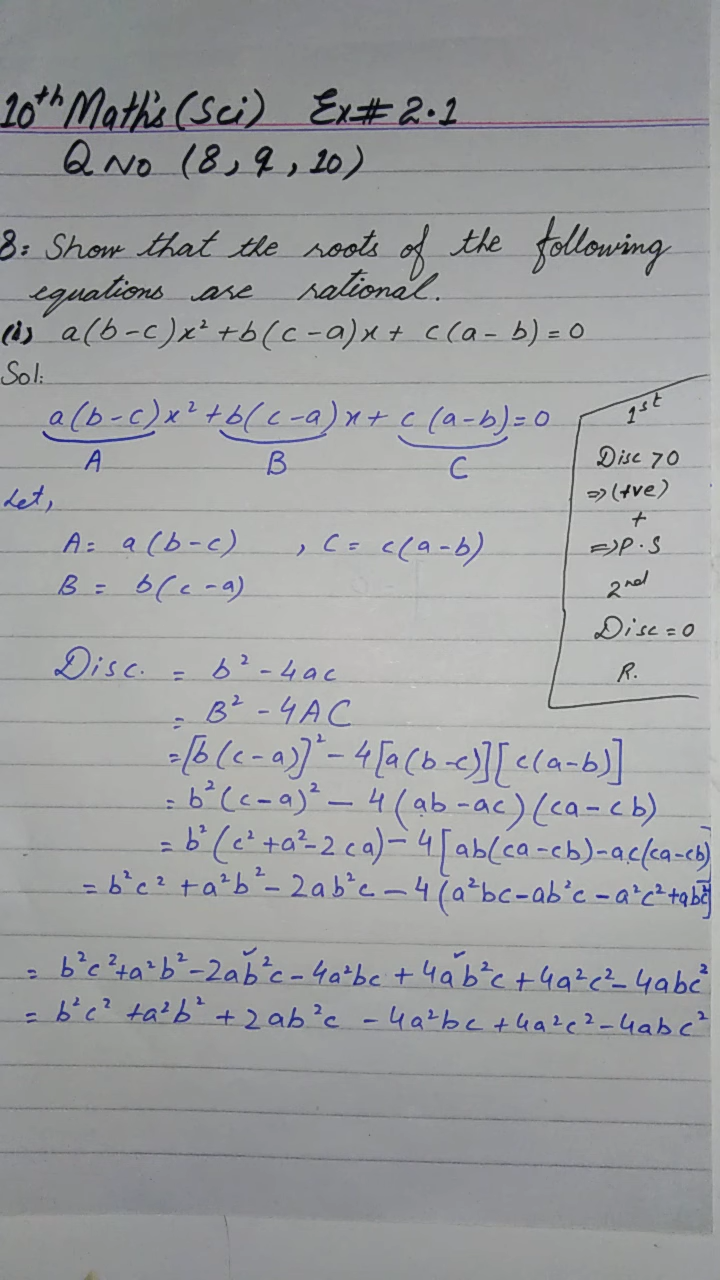 10th Math's (Sci) Ex# 2.1
Q No (8, 9, 10)
8: Show that the roots of the following
equations are rational.
(i) a(b-c)x² + b(c-a)x + c(a-b) = 0
Sol:
a(b-c)x² + b(c-a)x + c(a-b) = 0
A B C
Let,
A = a(b-c) , C = c(a-b)
B = b(c-a)
1st
Disc > 0
=> (+ve)
+
=> P.S
2nd
Disc = 0
R.
Disc. = b² - 4ac
= B² - 4AC
= [b(c-a)]² - 4[a(b-c)][c(a-b)]
= b²(c-a)² - 4(ab-ac)(ca-cb)
= b²(c²+a²-2ca) - 4[ab(ca-cb)-ac(ca-cb)]
= b²c² + a²b² - 2ab²c - 4(a²bc-ab²c-a²c²+abc²]
= b²c²+a²b²-2ab²c-4a²bc+4ab²c+4a²c²-4abc²
= b²c² +a²b² +2ab²c -4a²bc +4a²c²-4abc²